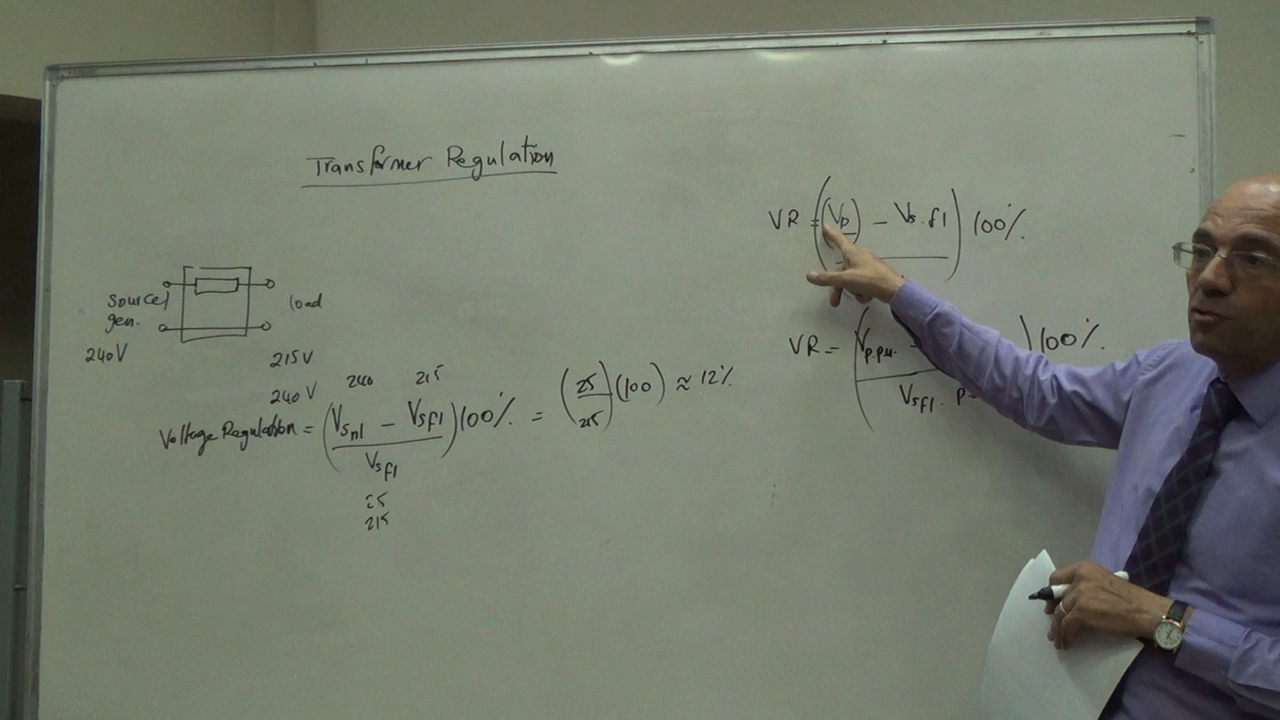 Transformer Regulation
VR = ((Vp) - Vs.fl) 100%
source/ load
gen.
240V 215V
VR = (Vp.pu. - ) 100%
Vsfl. p
240V 240 215
Voltage Regulation = (Vsnl - Vsfl) 100% = (25) (100) ≈ 12%
Vsfl 215
25
215